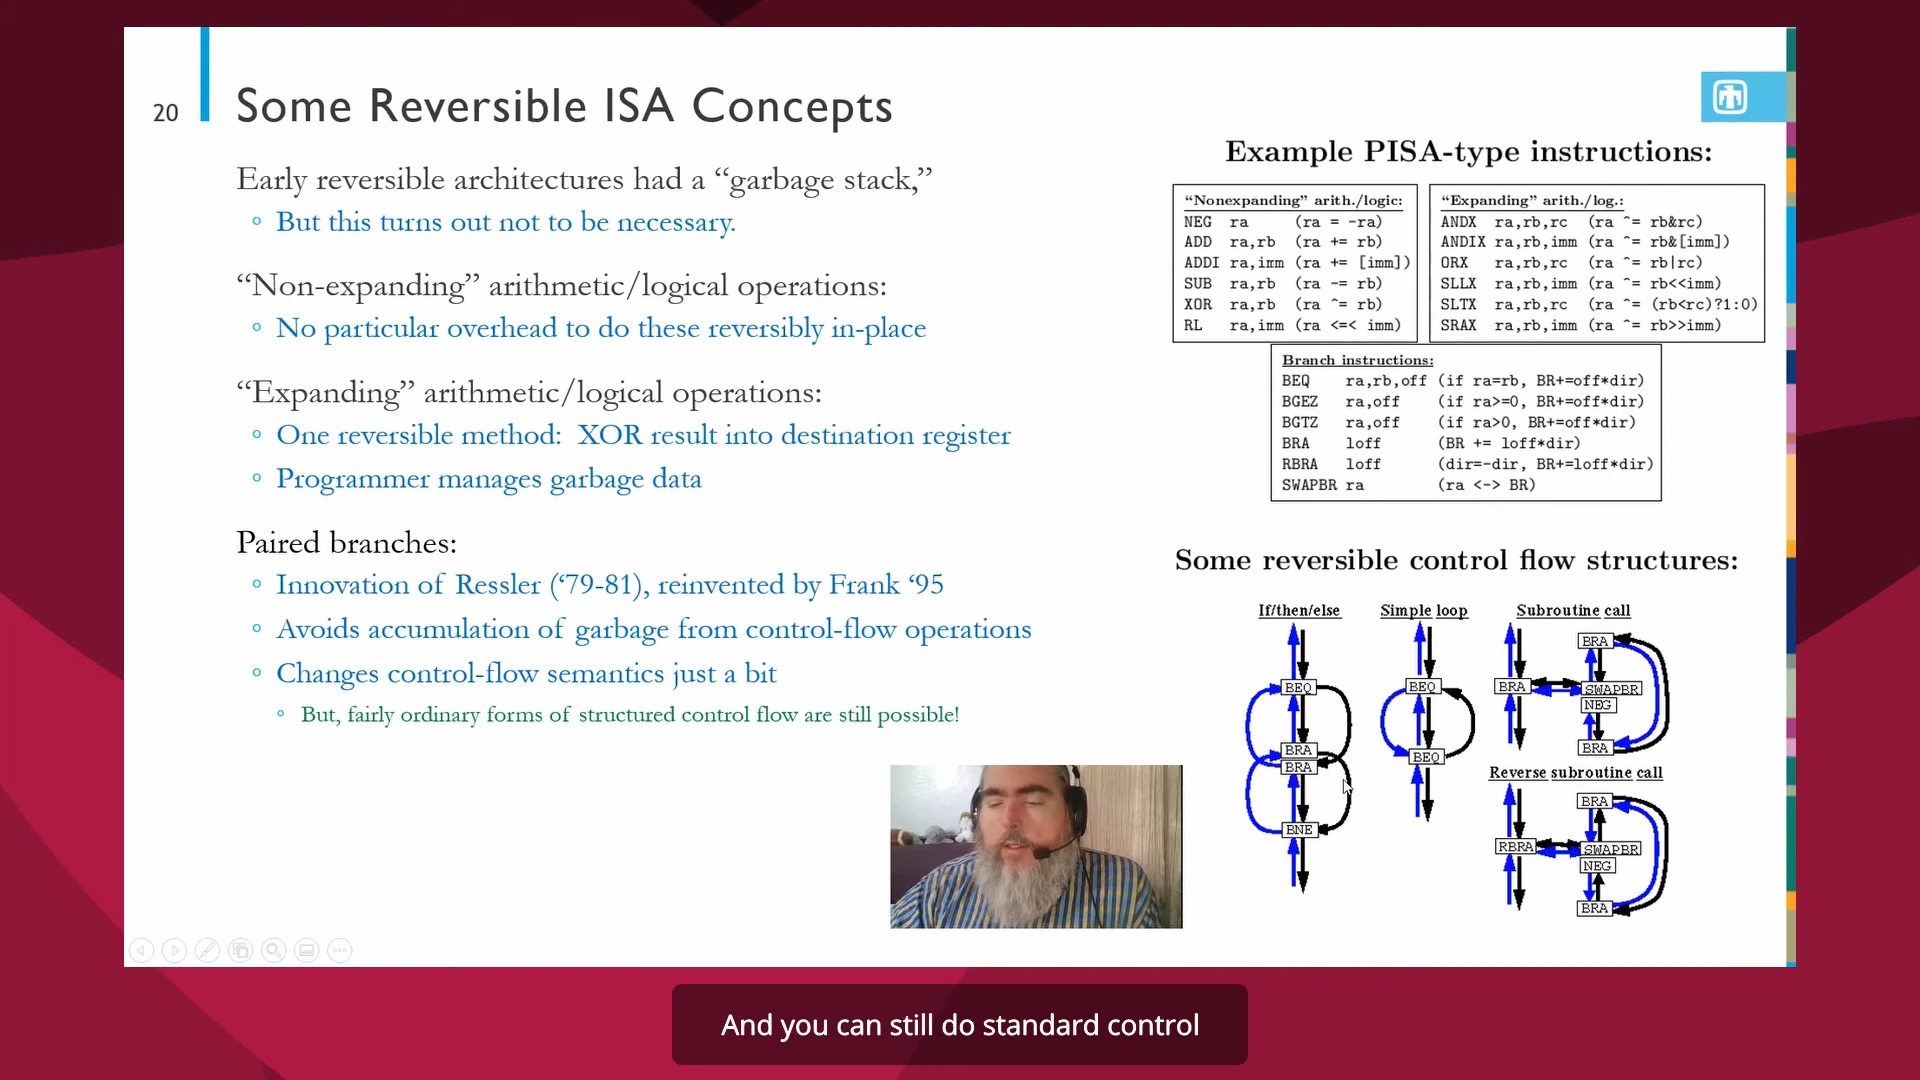 20
Some Reversible ISA Concepts
Early reversible architectures had a “garbage stack,”
◦ But this turns out not to be necessary.
“Non-expanding” arithmetic/logical operations:
◦ No particular overhead to do these reversibly in-place
“Expanding” arithmetic/logical operations:
◦ One reversible method: XOR result into destination register
◦ Programmer manages garbage data
Paired branches:
◦ Innovation of Ressler (‘79-81), reinvented by Frank ‘95
◦ Avoids accumulation of garbage from control-flow operations
◦ Changes control-flow semantics just a bit
◦ But, fairly ordinary forms of structured control flow are still possible!
Example PISA-type instructions:
“Nonexpanding” arith./logic:
NEG ra (ra = -ra)
ADD ra,rb (ra += rb)
ADDI ra,imm (ra += [imm])
SUB ra,rb (ra -= rb)
XOR ra,rb (ra ^= rb)
RL ra,imm (ra <=< imm)
“Expanding” arith./log.:
ANDX ra,rb,rc (ra ^= rb&rc)
ANDIX ra,rb,imm (ra ^= rb&[imm])
ORX ra,rb,rc (ra ^= rb|rc)
SLLX ra,rb,imm (ra ^= rb<<imm)
SLTX ra,rb,rc (ra ^= (rb<rc)?1:0)
SRAX ra,rb,imm (ra ^= rb>>imm)
Branch instructions:
BEQ ra,rb,off (if ra=rb, BR+=off*dir)
BGEZ ra,off (if ra>=0, BR+=off*dir)
BGTZ ra,off (if ra>0, BR+=off*dir)
BRA loff (BR += loff*dir)
RBRA loff (dir=-dir, BR+=loff*dir)
SWAPBR ra (ra <-> BR)
Some reversible control flow structures:
If/then/else
BEQ
BRA
BRA
BNE
Simple loop
BEQ
BEQ
Subroutine call
BRA
BRA
SWAPBR
NEG
BRA
Reverse subroutine call
BRA
RBRA
SWAPBR
NEG
BRA
And you can still do standard control